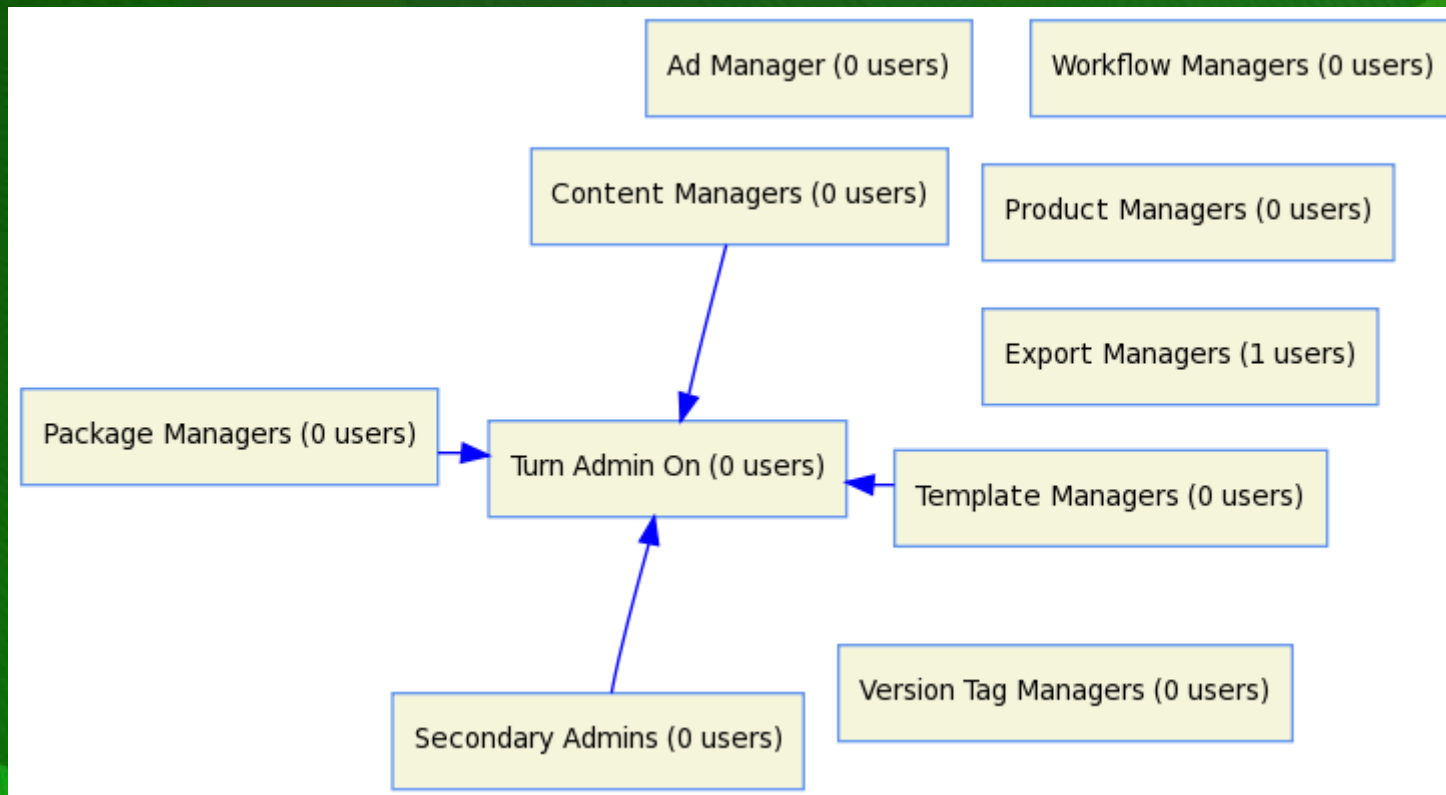 Ad Manager (0 users)
Workflow Managers (0 users)
Content Managers (0 users)
Product Managers (0 users)
Export Managers (1 users)
Package Managers (0 users)
Turn Admin On (0 users)
Template Managers (0 users)
Version Tag Managers (0 users)
Secondary Admins (0 users)